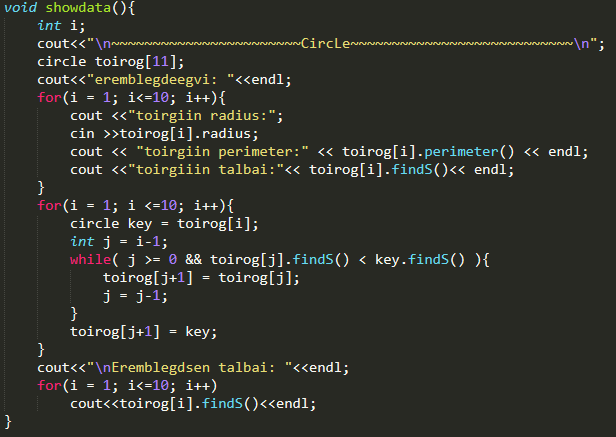 void showdata(){
    int i;
    cout<<"\n~~~~~~~~~~~~~~~~~~~~~~~CircLe~~~~~~~~~~~~~~~~~~~~~~~~~~~\n";
    circle toirog[11];
    cout<<"eremblegdeegvi: "<<endl;
    for(i = 1; i<=10; i++){
        cout <<"toirgiin radius:";
        cin >>toirog[i].radius;
        cout << "toirgiin perimeter:" << toirog[i].perimeter() << endl;
        cout <<"toirgiiin talbai:"<< toirog[i].findS()<< endl;
    }
    for(i = 1; i <=10; i++){
        circle key = toirog[i];
        int j = i-1;
        while( j >= 0 && toirog[j].findS() < key.findS() ){
            toirog[j+1] = toirog[j];
            j = j-1;
        }
        toirog[j+1] = key;
    }
    cout<<"\nEremblegdsen talbai: "<<endl;
    for(i = 1; i<=10; i++)
        cout<<toirog[i].findS()<<endl;
}